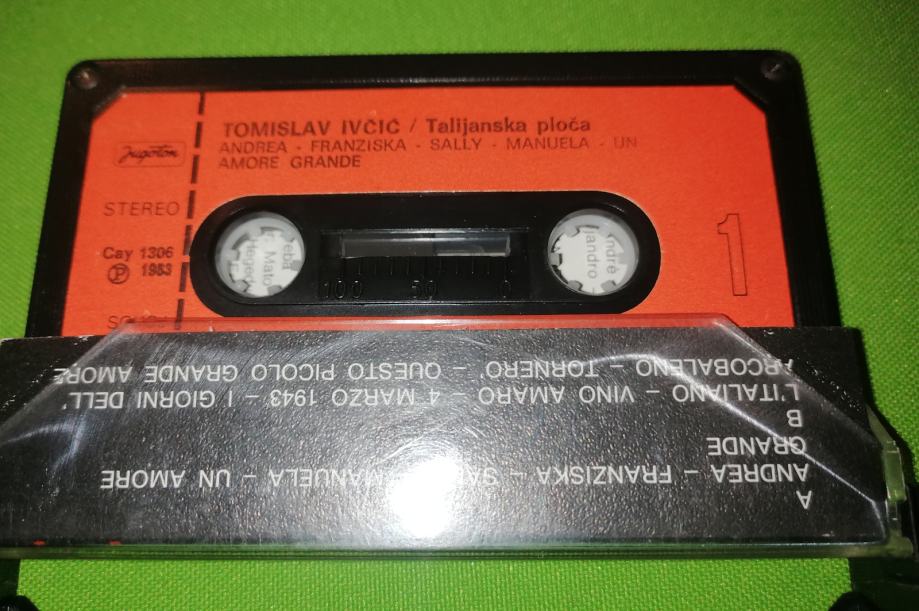 TOMISLAV IVČIĆ / Talijanska ploča
ANDREA - FRANZISKA - SALLY - MANUELA - UN
AMORE GRANDE
Jugoton
STEREO
Cay 1306
Ⓟ 1983
1
100 50 0
A
ANDREA – FRANZISKA – MANUELA – UN AMORE
GRANDE
B
L'ITALIANO – VINO AMARO – 4 MARZO 1943 – I GIORNI DELL'
ARCOBALENO – TORNERO' – QUESTO PICOLO GRANDE AMORE